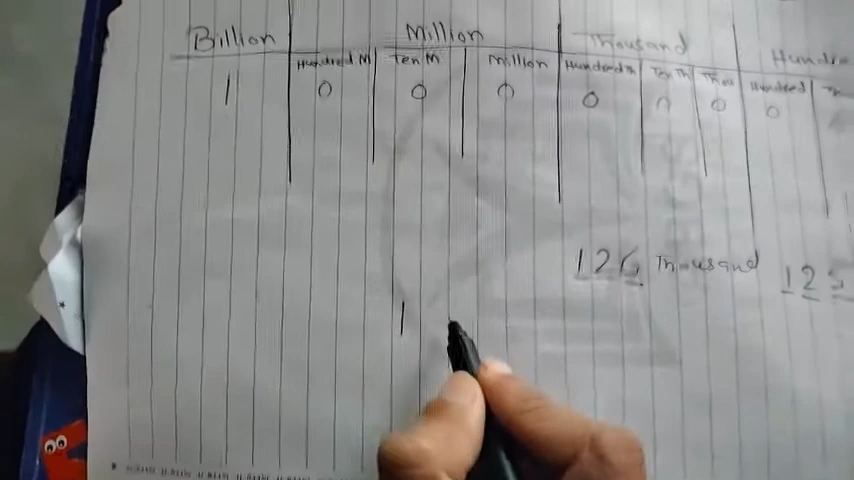 Billion Million Thousand
Hundred M Ten M Million Hundred Th Ten Th Thou Hundred
1 0 0 0 0 0 0 0
126 Thousand 125
1